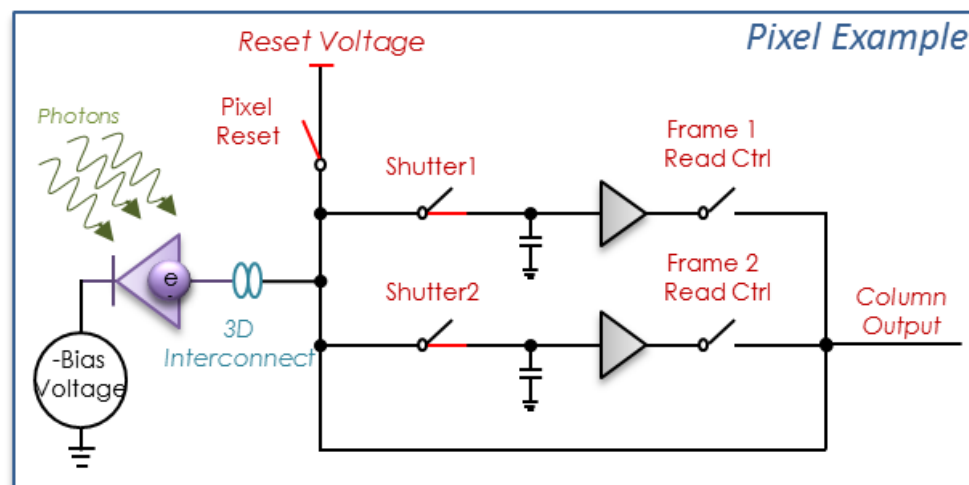 Pixel Example
Reset Voltage
Photons
Pixel
Reset
Shutter1
Frame 1
Read Ctrl
e
Shutter2
Frame 2
Read Ctrl
Column
Output
3D
Interconnect
-Bias
Voltage